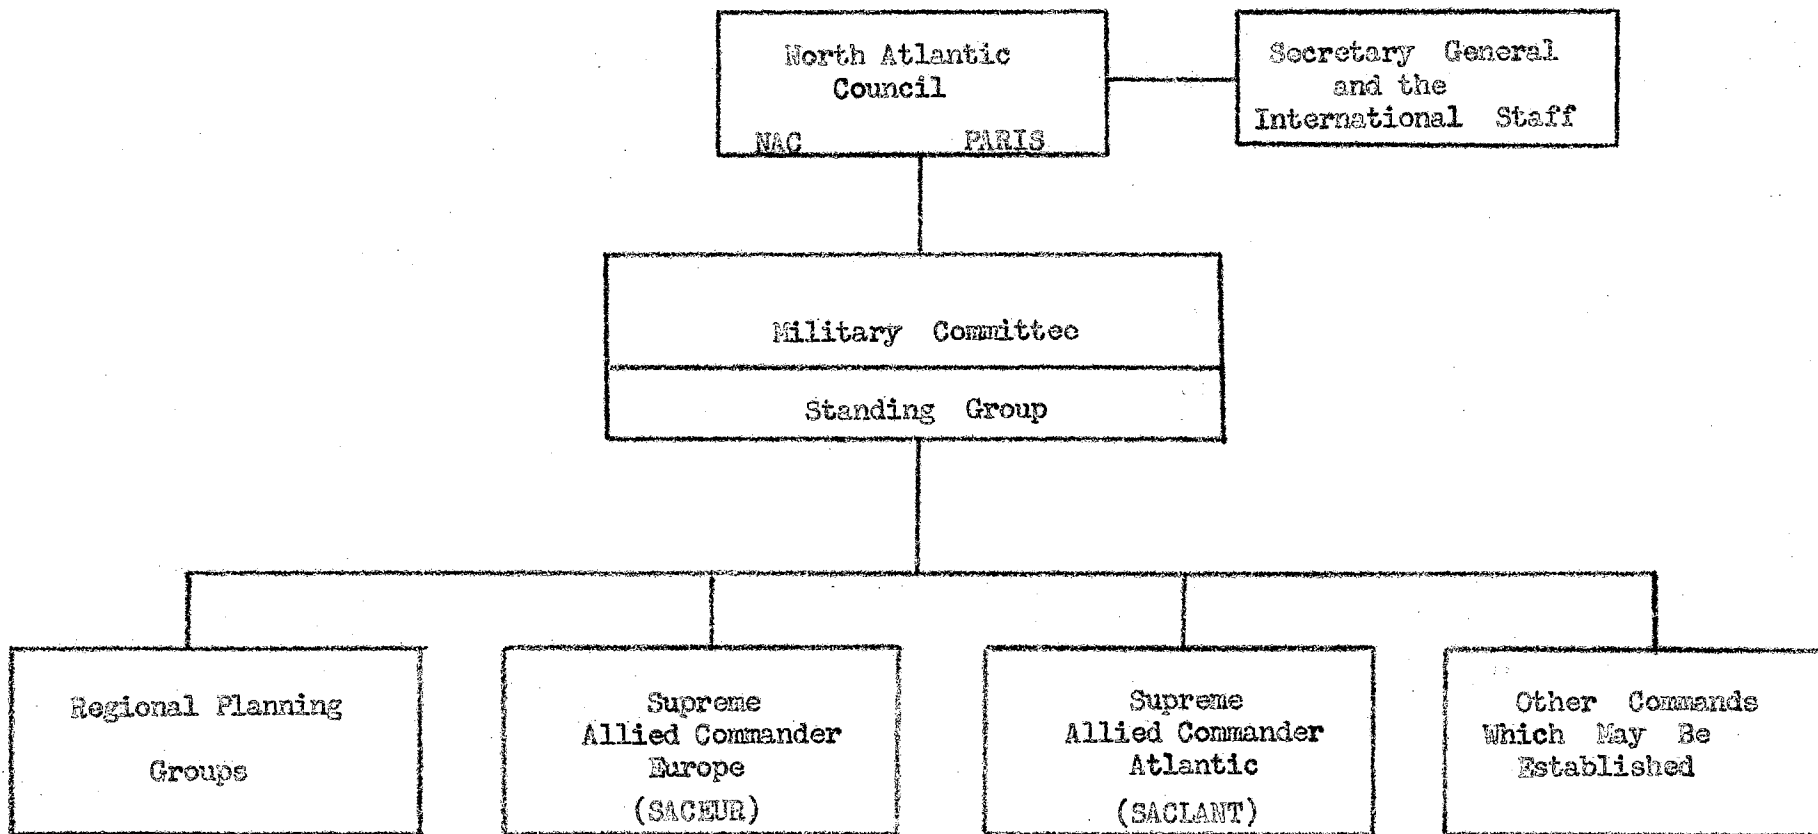 North Atlantic
Council
NAC PARIS
Secretary General
and the
International Staff
Military Committee
Standing Group
Regional Planning
Groups
Supreme
Allied Commander
Europe
(SACEUR)
Supreme
Allied Commander
Atlantic
(SACLANT)
Other Commands
Which May Be
Established